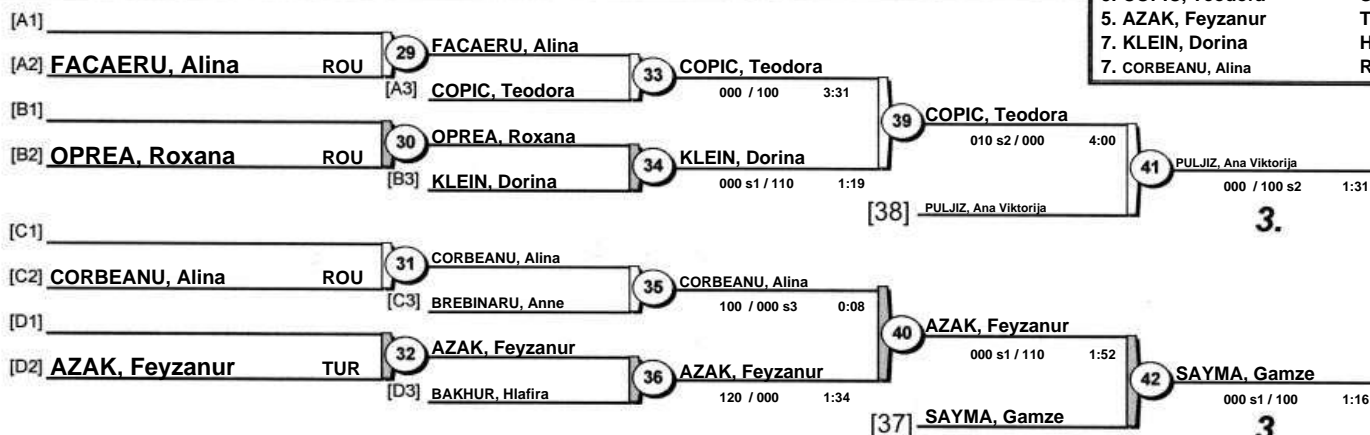 5. AZAK, Feyzanur T
7. KLEIN, Dorina H
7. CORBEANU, Alina R
[A1]
[A2] FACAERU, Alina ROU
29
FACAERU, Alina
[A3] COPIC, Teodora
33
COPIC, Teodora
000 / 100 3:31
[B1]
[B2] OPREA, Roxana ROU
30
OPREA, Roxana
[B3] KLEIN, Dorina
34
KLEIN, Dorina
000 s1 / 110 1:19
39
COPIC, Teodora
010 s2 / 000 4:00
[38] PULJIZ, Ana Viktorija
41
PULJIZ, Ana Viktorija
000 / 100 s2 1:31
3.
[C1]
[C2] CORBEANU, Alina ROU
31
CORBEANU, Alina
[C3] BREBINARU, Anne
35
CORBEANU, Alina
100 / 000 s3 0:08
[D1]
[D2] AZAK, Feyzanur TUR
32
AZAK, Feyzanur
[D3] BAKHUR, Hlafira
36
AZAK, Feyzanur
120 / 000 1:34
40
AZAK, Feyzanur
000 s1 / 110 1:52
[37] SAYMA, Gamze
42
SAYMA, Gamze
000 s1 / 100 1:16
3